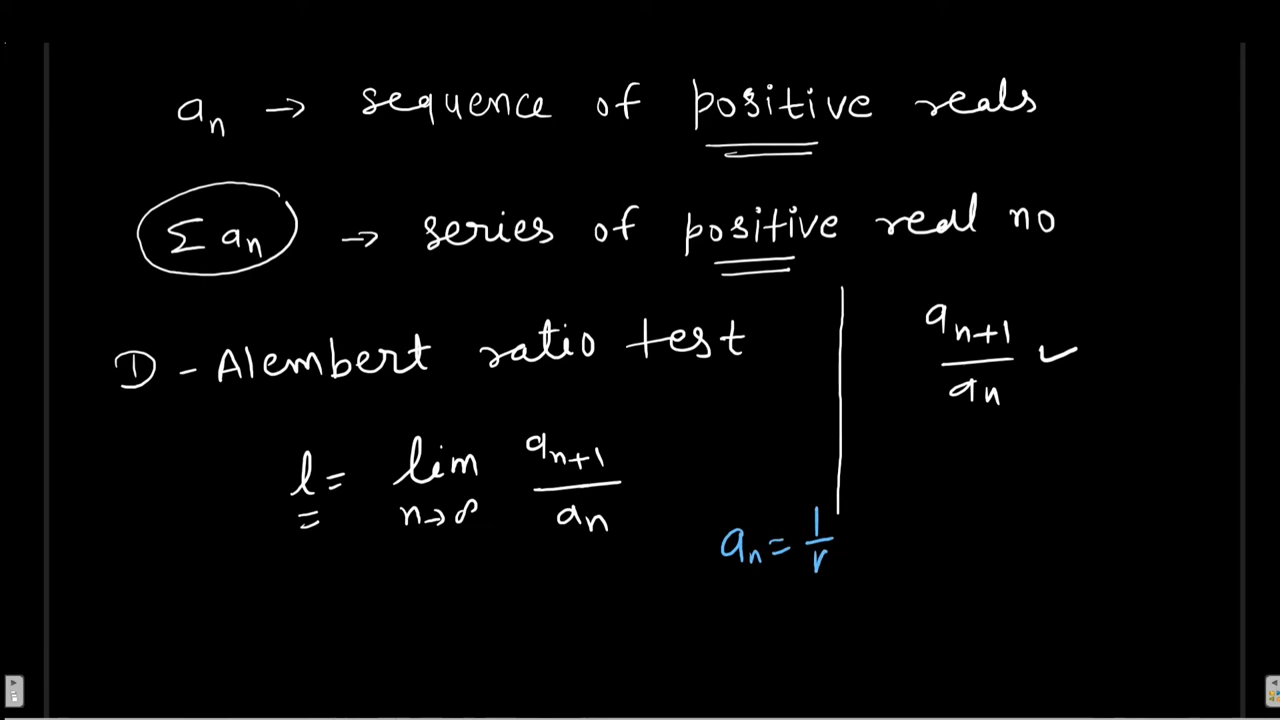 aₙ → sequence of positive reals
Σ aₙ → series of positive real no
D - Alembert ratio test
aₙ₊₁ / aₙ ✓
l = lim n→∞ aₙ₊₁ / aₙ
aₙ = 1/